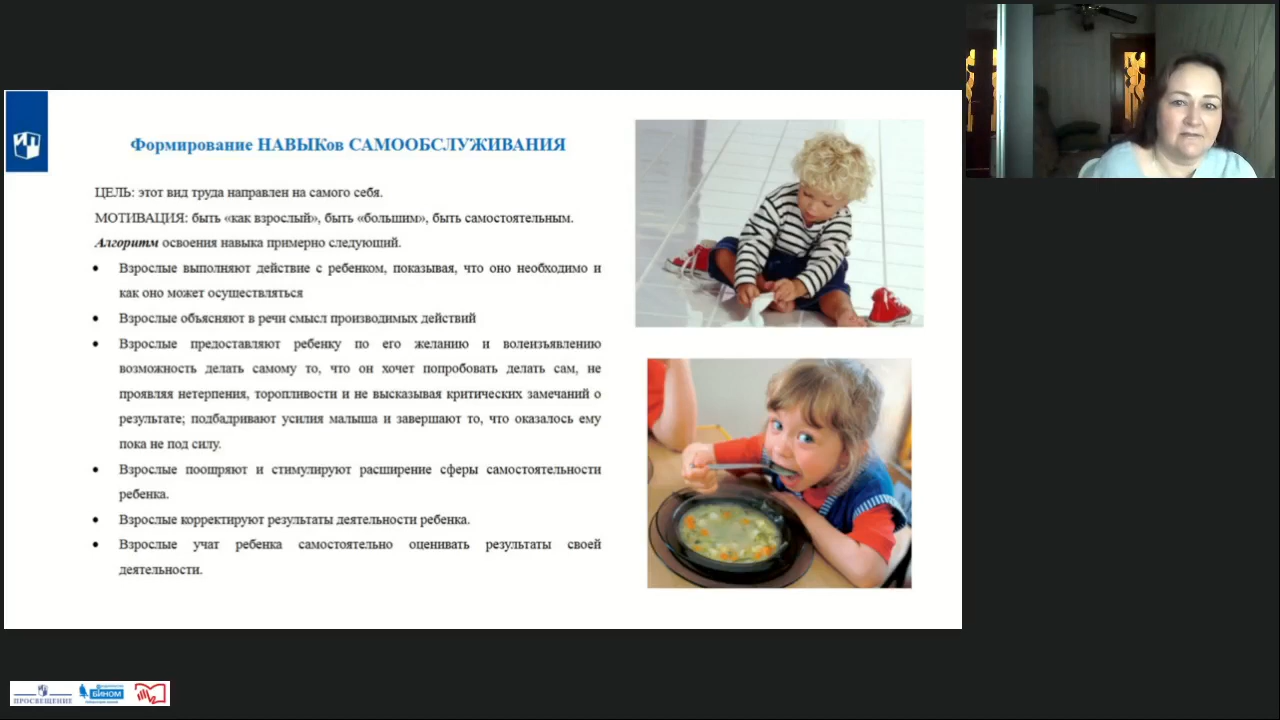 Формирование НАВЫКов САМООБСЛУЖИВАНИЯ
ЦЕЛЬ: этот вид труда направлен на самого себя.
МОТИВАЦИЯ: быть «как взрослый», быть «большим», быть самостоятельным.
Алгоритм освоения навыка примерно следующий.
• Взрослые выполняют действие с ребенком, показывая, что оно необходимо и
как оно может осуществляться
• Взрослые объясняют в речи смысл производимых действий
• Взрослые предоставляют ребенку по его желанию и волеизъявлению
возможность делать самому то, что он хочет попробовать делать сам, не
проявляя нетерпения, торопливости и не высказывая критических замечаний о
результате; подбадривают усилия малыша и завершают то, что оказалось ему
пока не под силу.
• Взрослые поощряют и стимулируют расширение сферы самостоятельности
ребенка.
• Взрослые корректируют результаты деятельности ребенка.
• Взрослые учат ребенка самостоятельно оценивать результаты своей
деятельности.
ПРОСВЕЩЕНИЕ
БИНОМ